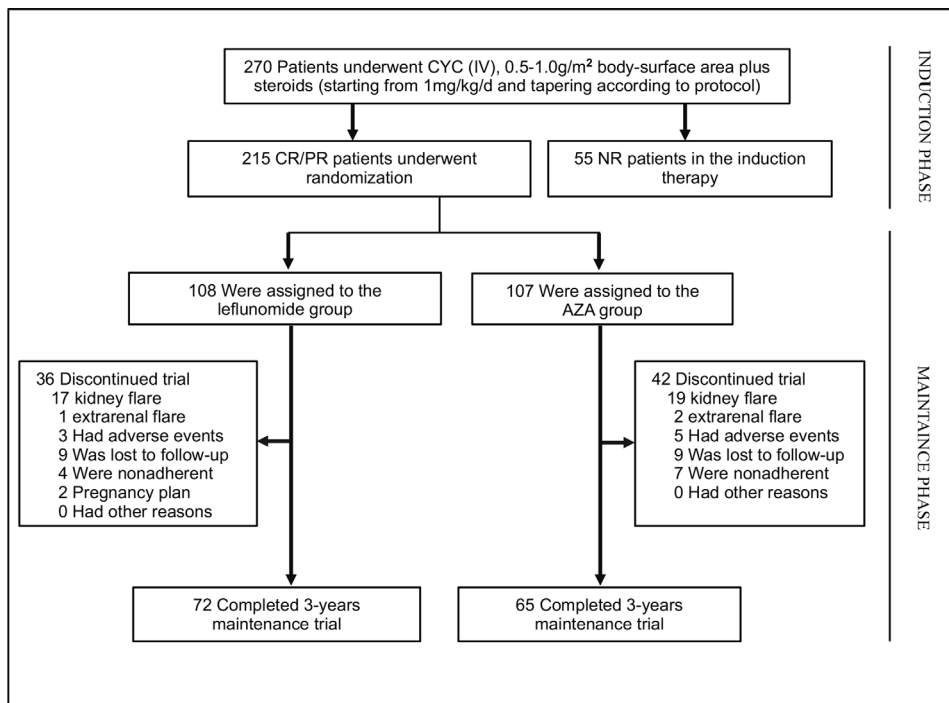 270 Patients underwent CYC (IV), 0.5-1.0g/m² body-surface area plus
steroids (starting from 1mg/kg/d and tapering according to protocol)
215 CR/PR patients underwent
randomization
55 NR patients in the induction
therapy
INDUCTION PHASE
108 Were assigned to the
leflunomide group
107 Were assigned to the
AZA group
36 Discontinued trial
17 kidney flare
1 extrarenal flare
3 Had adverse events
9 Was lost to follow-up
4 Were nonadherent
2 Pregnancy plan
0 Had other reasons
42 Discontinued trial
19 kidney flare
2 extrarenal flare
5 Had adverse events
9 Was lost to follow-up
7 Were nonadherent
0 Had other reasons
72 Completed 3-years
maintenance trial
65 Completed 3-years
maintenance trial
MAINTAINCE PHASE